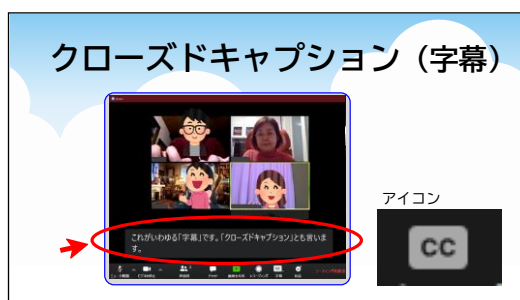 クローズドキャプション（字幕）
これがいわゆる「字幕」です。「クローズドキャプション」とも言いま
す。
アイコン
CC